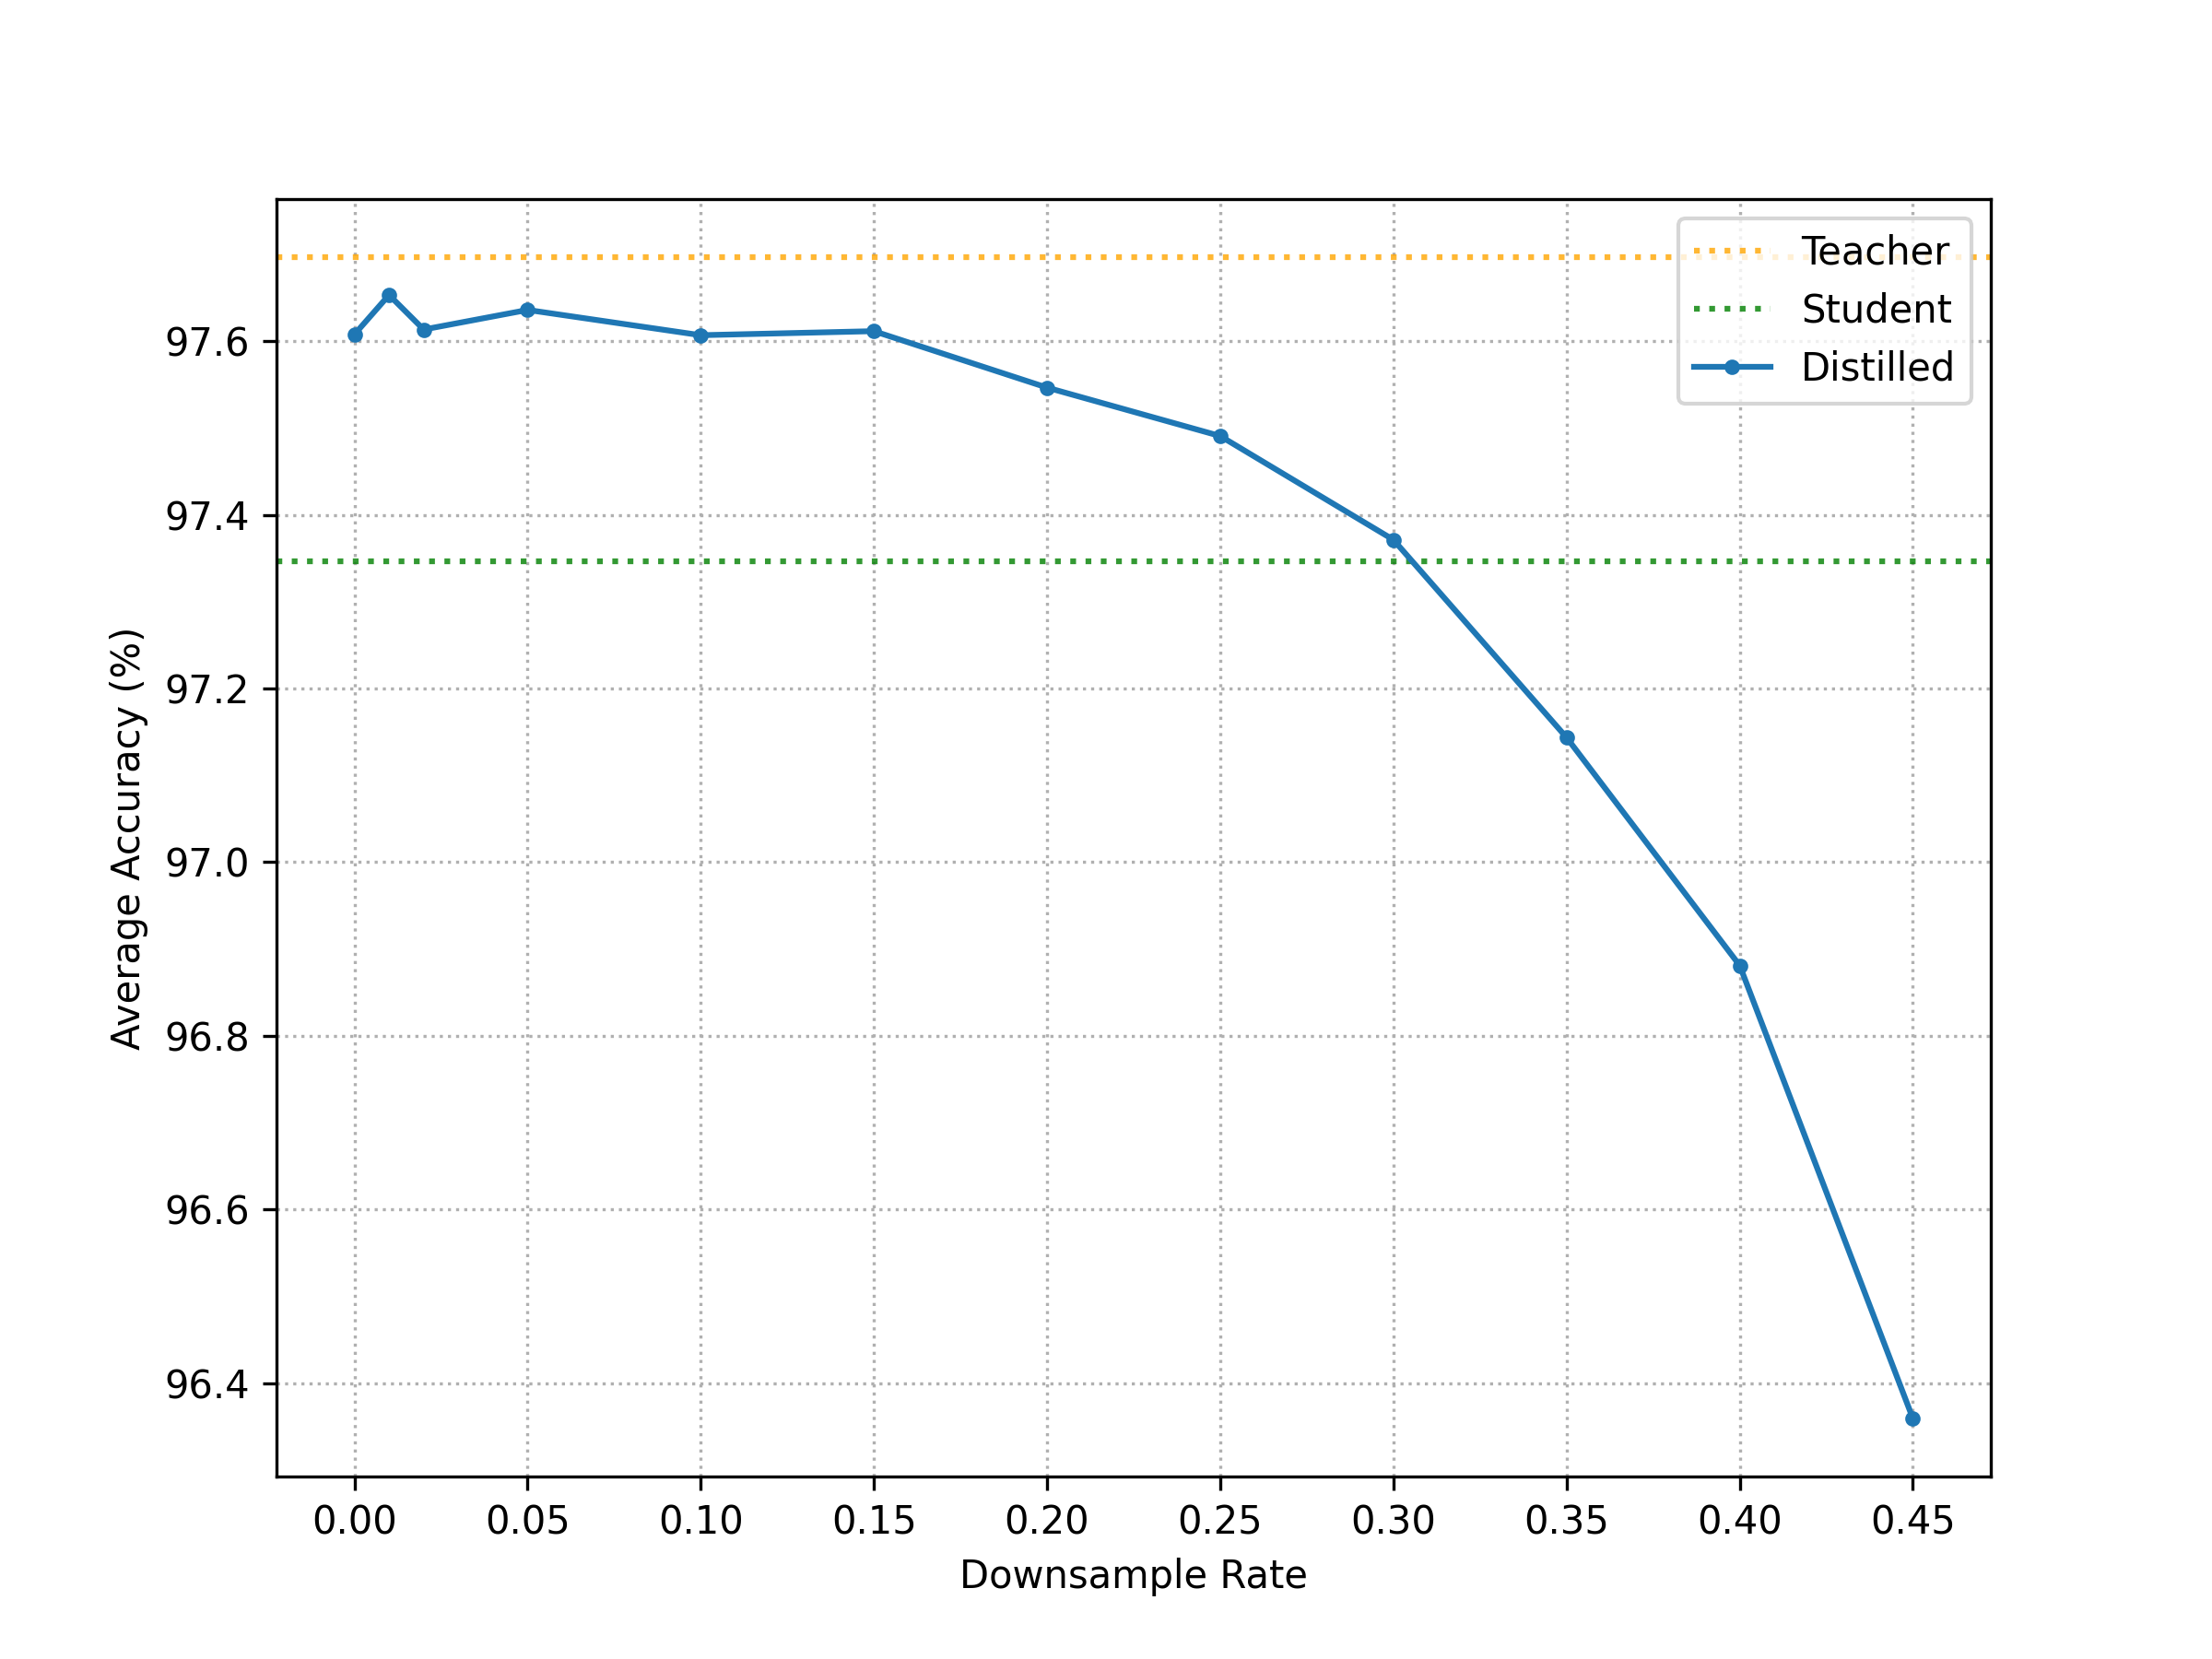 Teacher
Student
Distilled
97.6
97.4
97.2
97.0
96.8
96.6
96.4
Average Accuracy (%)
0.00 0.05 0.10 0.15 0.20 0.25 0.30 0.35 0.40 0.45
Downsample Rate